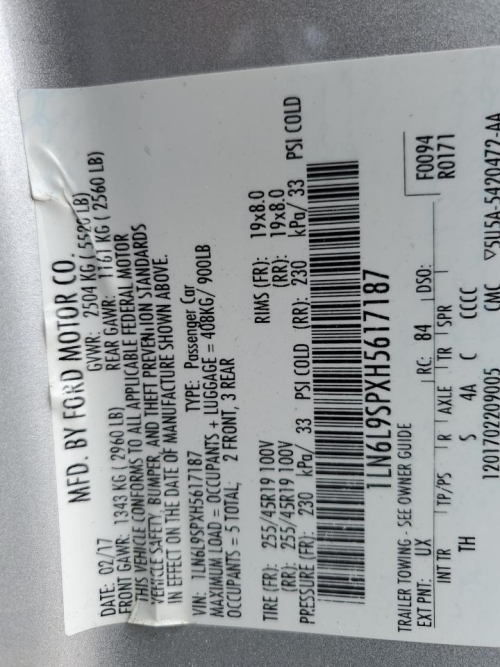 MFD. BY FORD MOTOR CO.
DATE: 02/17 GVWR: 2504 KG ( 5520 LB)
FRONT GAWR: 1343 KG ( 2960 LB) REAR GAWR: 1161 KG ( 2560 LB)
THIS VEHICLE CONFORMS TO ALL APPLICABLE FEDERAL MOTOR
VEHICLE SAFETY, BUMPER, AND THEFT PREVENTION STANDARDS
IN EFFECT ON THE DATE OF MANUFACTURE SHOWN ABOVE.
VIN: 1LN6L9SPXH5617187 TYPE: Passenger Car
MAXIMUM LOAD = OCCUPANTS + LUGGAGE = 408KG/ 900LB
OCCUPANTS = 5 TOTAL; 2 FRONT, 3 REAR
TIRE (FR): 255/45R19 100V RIMS (FR): 19x8.0
(RR): 255/45R19 100V (RR): 19x8.0
PRESSURE (FR): 230 kPa/ 33 PSI COLD (RR): 230 kPa/ 33 PSI COLD
1LN6L9SPXH5617187
TRAILER TOWING - SEE OWNER GUIDE
EXT PNT: UX RC: 84 DSO: F0094
INT TR TP/PS R AXLE TR SPR R0171
TH S 4A C CCCC
1201702209005 CMC ▽5U5A-5420472-AA